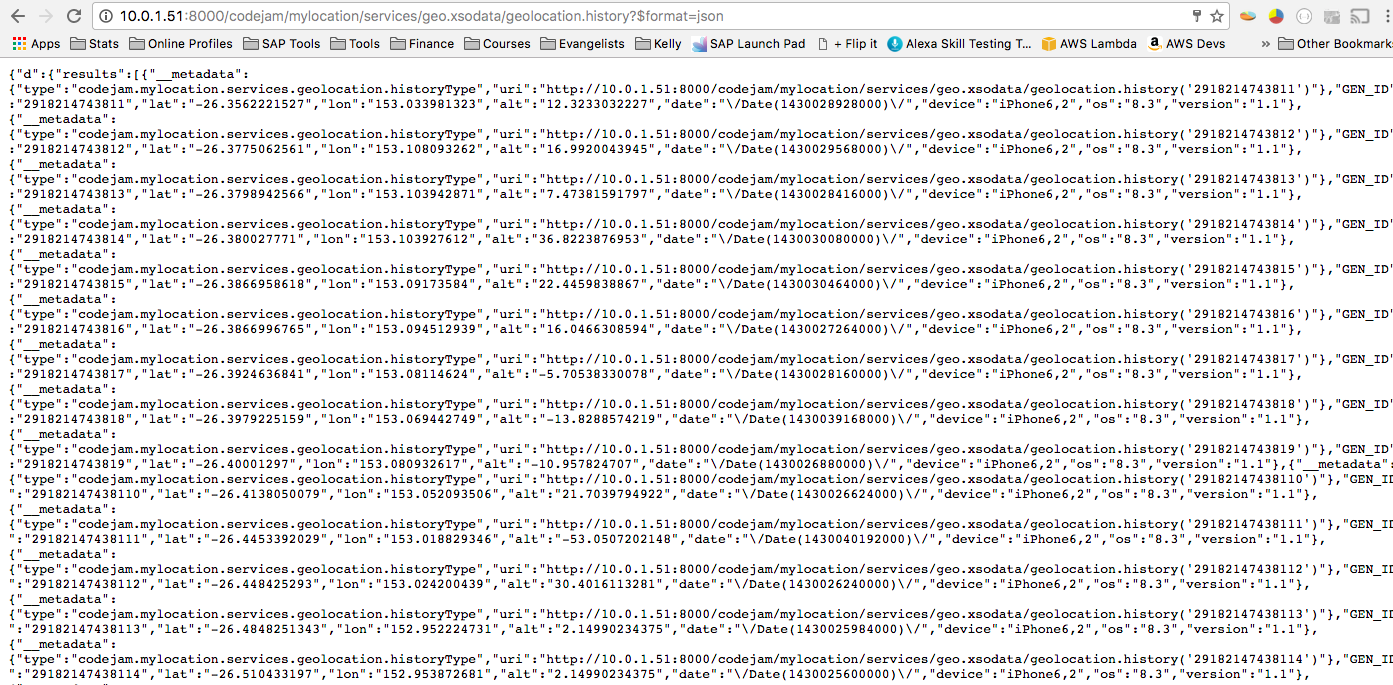 10.0.1.51:8000/codejam/mylocation/services/geo.xsodata/geolocation.history?$format=json
Apps Stats Online Profiles SAP Tools Tools Finance Courses Evangelists Kelly SAP Launch Pad + Flip it Alexa Skill Testing T... AWS Lambda AWS Devs » Other Bookmarks
{"d":{"results":[{"__metadata":
{"type":"codejam.mylocation.services.geolocation.historyType","uri":"http://10.0.1.51:8000/codejam/mylocation/services/geo.xsodata/geolocation.history('2918214743811')"},"GEN_ID"
:"2918214743811","lat":"-26.3562221527","lon":"153.033981323","alt":"12.3233032227","date":"\/Date(1430028928000)\/","device":"iPhone6,2","os":"8.3","version":"1.1"},
{"__metadata":
{"type":"codejam.mylocation.services.geolocation.historyType","uri":"http://10.0.1.51:8000/codejam/mylocation/services/geo.xsodata/geolocation.history('2918214743812')"},"GEN_ID"
:"2918214743812","lat":"-26.3775062561","lon":"153.108093262","alt":"16.9920043945","date":"\/Date(1430029568000)\/","device":"iPhone6,2","os":"8.3","version":"1.1"},
{"__metadata":
{"type":"codejam.mylocation.services.geolocation.historyType","uri":"http://10.0.1.51:8000/codejam/mylocation/services/geo.xsodata/geolocation.history('2918214743813')"},"GEN_ID"
:"2918214743813","lat":"-26.3798942566","lon":"153.103942871","alt":"7.47381591797","date":"\/Date(1430028416000)\/","device":"iPhone6,2","os":"8.3","version":"1.1"},
{"__metadata":
{"type":"codejam.mylocation.services.geolocation.historyType","uri":"http://10.0.1.51:8000/codejam/mylocation/services/geo.xsodata/geolocation.history('2918214743814')"},"GEN_ID"
:"2918214743814","lat":"-26.380027771","lon":"153.103927612","alt":"36.8223876953","date":"\/Date(1430030080000)\/","device":"iPhone6,2","os":"8.3","version":"1.1"},
{"__metadata":
{"type":"codejam.mylocation.services.geolocation.historyType","uri":"http://10.0.1.51:8000/codejam/mylocation/services/geo.xsodata/geolocation.history('2918214743815')"},"GEN_ID"
:"2918214743815","lat":"-26.3866958618","lon":"153.09173584","alt":"22.4459838867","date":"\/Date(1430030464000)\/","device":"iPhone6,2","os":"8.3","version":"1.1"},
{"__metadata":
{"type":"codejam.mylocation.services.geolocation.historyType","uri":"http://10.0.1.51:8000/codejam/mylocation/services/geo.xsodata/geolocation.history('2918214743816')"},"GEN_ID"
:"2918214743816","lat":"-26.3866996765","lon":"153.094512939","alt":"16.0466308594","date":"\/Date(1430027264000)\/","device":"iPhone6,2","os":"8.3","version":"1.1"},
{"__metadata":
{"type":"codejam.mylocation.services.geolocation.historyType","uri":"http://10.0.1.51:8000/codejam/mylocation/services/geo.xsodata/geolocation.history('2918214743817')"},"GEN_ID"
:"2918214743817","lat":"-26.3924636841","lon":"153.08114624","alt":"-5.70538330078","date":"\/Date(1430028160000)\/","device":"iPhone6,2","os":"8.3","version":"1.1"},
{"__metadata":
{"type":"codejam.mylocation.services.geolocation.historyType","uri":"http://10.0.1.51:8000/codejam/mylocation/services/geo.xsodata/geolocation.history('2918214743818')"},"GEN_ID"
:"2918214743818","lat":"-26.3979225159","lon":"153.069442749","alt":"-13.8288574219","date":"\/Date(1430039168000)\/","device":"iPhone6,2","os":"8.3","version":"1.1"},
{"__metadata":
{"type":"codejam.mylocation.services.geolocation.historyType","uri":"http://10.0.1.51:8000/codejam/mylocation/services/geo.xsodata/geolocation.history('2918214743819')"},"GEN_ID"
:"2918214743819","lat":"-26.40001297","lon":"153.080932617","alt":"-10.957824707","date":"\/Date(1430026880000)\/","device":"iPhone6,2","os":"8.3","version":"1.1"},{"__metadata":
{"type":"codejam.mylocation.services.geolocation.historyType","uri":"http://10.0.1.51:8000/codejam/mylocation/services/geo.xsodata/geolocation.history('29182147438110')"},"GEN_ID
":"29182147438110","lat":"-26.4138050079","lon":"153.052093506","alt":"21.7039794922","date":"\/Date(1430026624000)\/","device":"iPhone6,2","os":"8.3","version":"1.1"},
{"__metadata":
{"type":"codejam.mylocation.services.geolocation.historyType","uri":"http://10.0.1.51:8000/codejam/mylocation/services/geo.xsodata/geolocation.history('29182147438111')"},"GEN_ID
":"29182147438111","lat":"-26.4453392029","lon":"153.018829346","alt":"-53.0507202148","date":"\/Date(1430040192000)\/","device":"iPhone6,2","os":"8.3","version":"1.1"},
{"__metadata":
{"type":"codejam.mylocation.services.geolocation.historyType","uri":"http://10.0.1.51:8000/codejam/mylocation/services/geo.xsodata/geolocation.history('29182147438112')"},"GEN_ID
":"29182147438112","lat":"-26.448425293","lon":"153.024200439","alt":"30.4016113281","date":"\/Date(1430026240000)\/","device":"iPhone6,2","os":"8.3","version":"1.1"},
{"__metadata":
{"type":"codejam.mylocation.services.geolocation.historyType","uri":"http://10.0.1.51:8000/codejam/mylocation/services/geo.xsodata/geolocation.history('29182147438113')"},"GEN_ID
":"29182147438113","lat":"-26.4848251343","lon":"152.952224731","alt":"2.14990234375","date":"\/Date(1430025984000)\/","device":"iPhone6,2","os":"8.3","version":"1.1"},
{"__metadata":
{"type":"codejam.mylocation.services.geolocation.historyType","uri":"http://10.0.1.51:8000/codejam/mylocation/services/geo.xsodata/geolocation.history('29182147438114')"},"GEN_ID
":"29182147438114","lat":"-26.510433197","lon":"152.953872681","alt":"2.14990234375","date":"\/Date(1430025600000)\/","device":"iPhone6,2","os":"8.3","version":"1.1"},